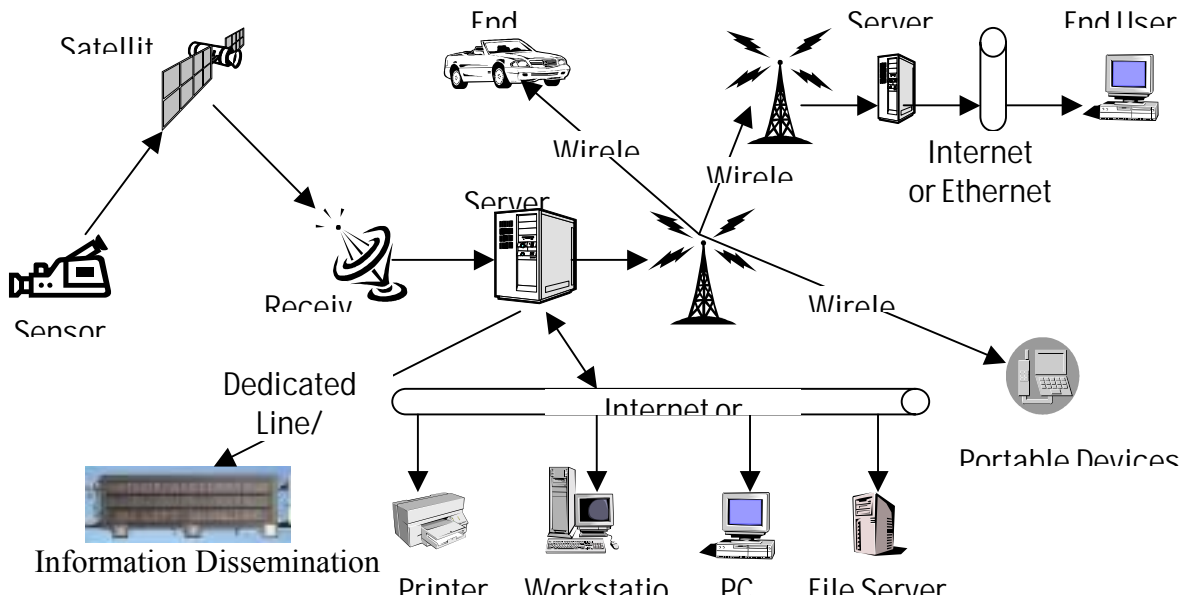 End
Server
End User
Satellit
Wirele
Wirele
Internet
or Ethernet
Server
Receiv
Wirele
Sensor
Dedicated
Line/
Internet or
Portable Devices
Information Dissemination
Printer
Workstatio
PC
File Server